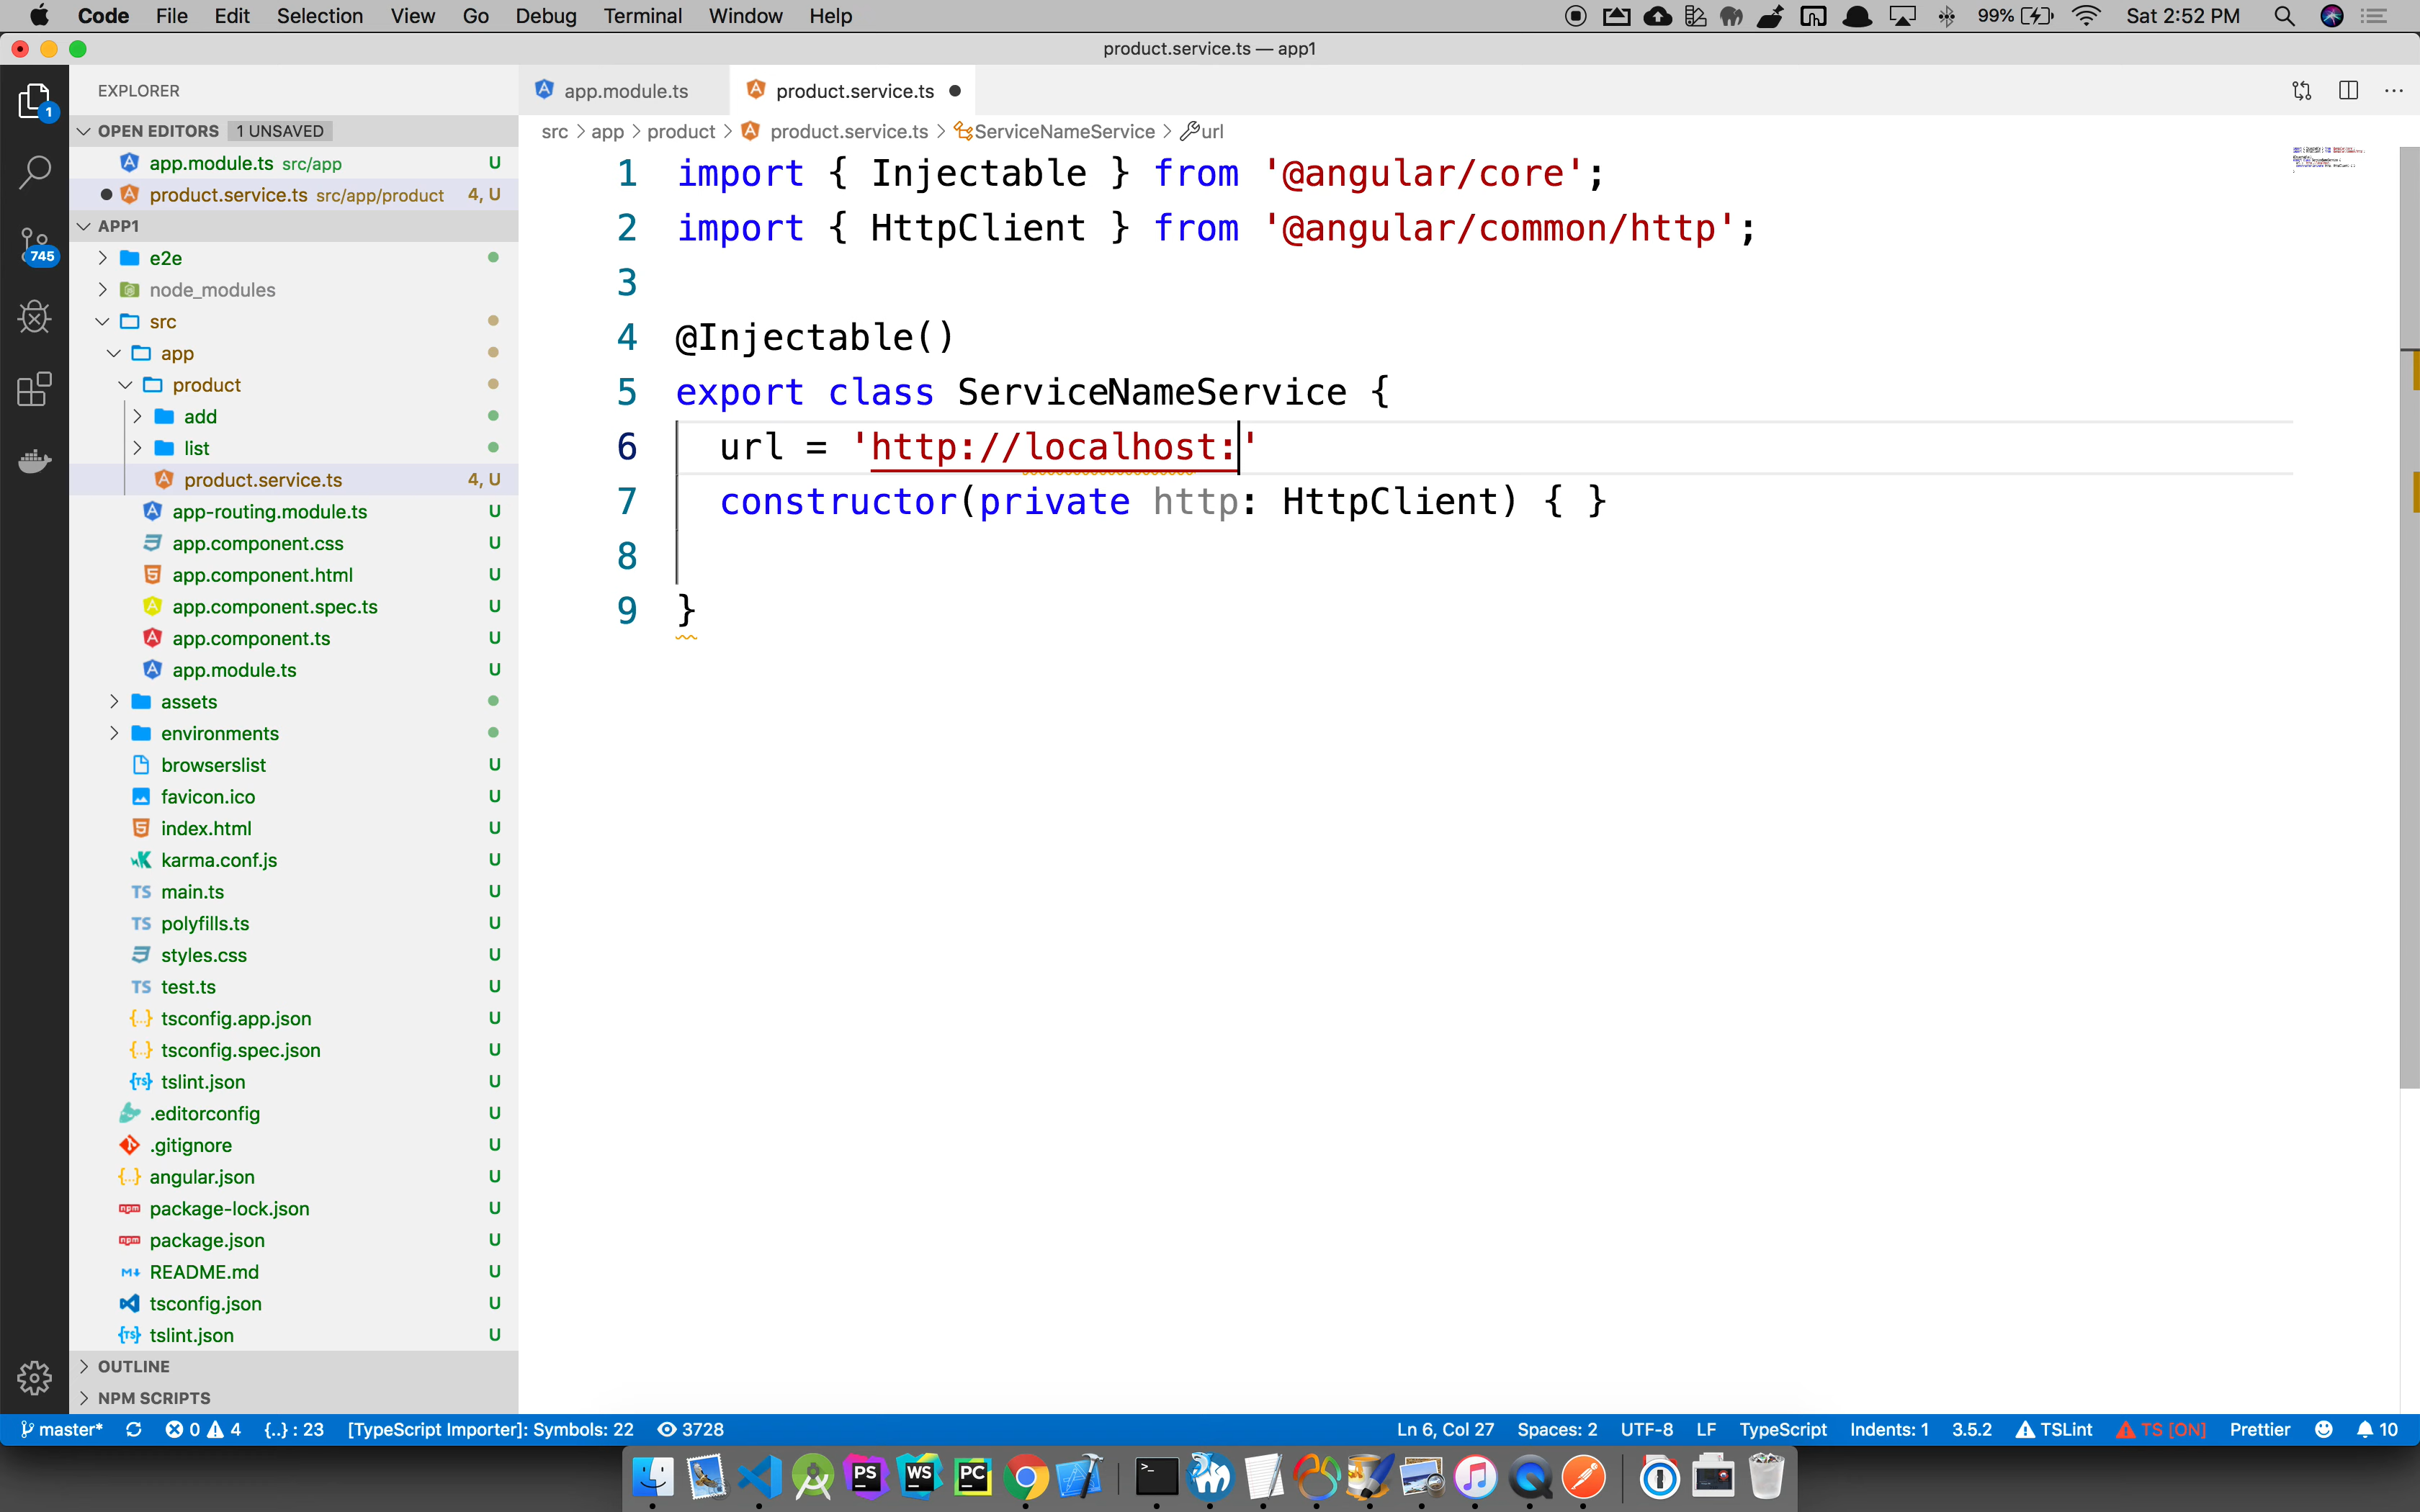 Code File Edit Selection View Go Debug Terminal Window Help 99% Sat 2:52 PM
product.service.ts — app1
EXPLORER
OPEN EDITORS 1 UNSAVED
app.module.ts src/app U
product.service.ts src/app/product 4, U
APP1
e2e
node_modules
src
app
product
add
list
product.service.ts 4, U
app-routing.module.ts U
app.component.css U
app.component.html U
app.component.spec.ts U
app.component.ts U
app.module.ts U
assets
environments
browserslist U
favicon.ico U
index.html U
karma.conf.js U
TS main.ts U
TS polyfills.ts U
styles.css U
TS test.ts U
tsconfig.app.json U
tsconfig.spec.json U
tslint.json U
.editorconfig U
.gitignore U
angular.json U
package-lock.json U
package.json U
README.md U
tsconfig.json U
tslint.json U
OUTLINE
NPM SCRIPTS
1
745
app.module.ts product.service.ts
src > app > product > product.service.ts > ServiceNameService > url
1 import { Injectable } from '@angular/core';
2 import { HttpClient } from '@angular/common/http';
3
4 @Injectable()
5 export class ServiceNameService {
6 url = 'http://localhost:'
7 constructor(private http: HttpClient) { }
8
9 }
master* 0 4 {..} : 23 [TypeScript Importer]: Symbols: 22 3728 Ln 6, Col 27 Spaces: 2 UTF-8 LF TypeScript Indents: 1 3.5.2 TSLint TS [ON] Prettier 10
PS WS PC